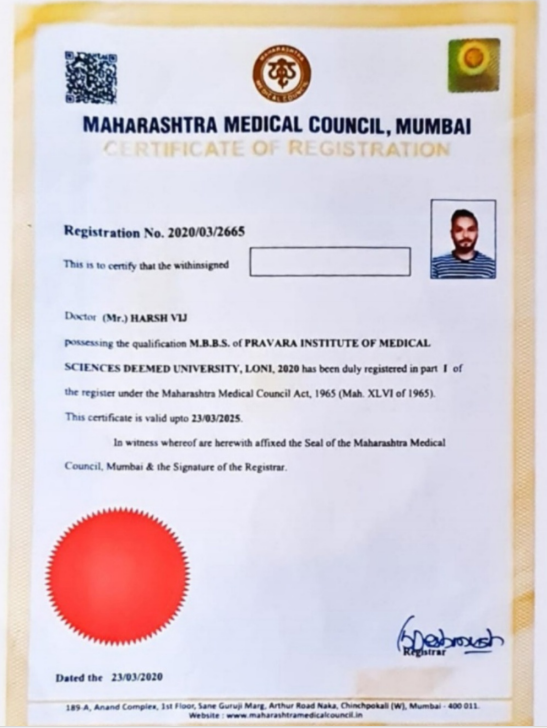 MAHARASHTRA MEDICAL COUNCIL
MAHARASHTRA MEDICAL COUNCIL, MUMBAI
CERTIFICATE OF REGISTRATION
Registration No. 2020/03/2665
This is to certify that the withinsigned
Doctor (Mr.) HARSH VIJ
possessing the qualification M.B.B.S. of PRAVARA INSTITUTE OF MEDICAL
SCIENCES DEEMED UNIVERSITY, LONI, 2020 has been duly registered in part I of
the register under the Maharashtra Medical Council Act, 1965 (Mah. XLVI of 1965).
This certificate is valid upto 23/03/2025.
In witness whereof are herewith affixed the Seal of the Maharashtra Medical
Council, Mumbai & the Signature of the Registrar.
Registrar
Dated the 23/03/2020
189-A, Anand Complex, 1st Floor, Sane Guruji Marg, Arthur Road Naka, Chinchpokali (W), Mumbai - 400 011.
Website : www.maharashtramedicalcouncil.in